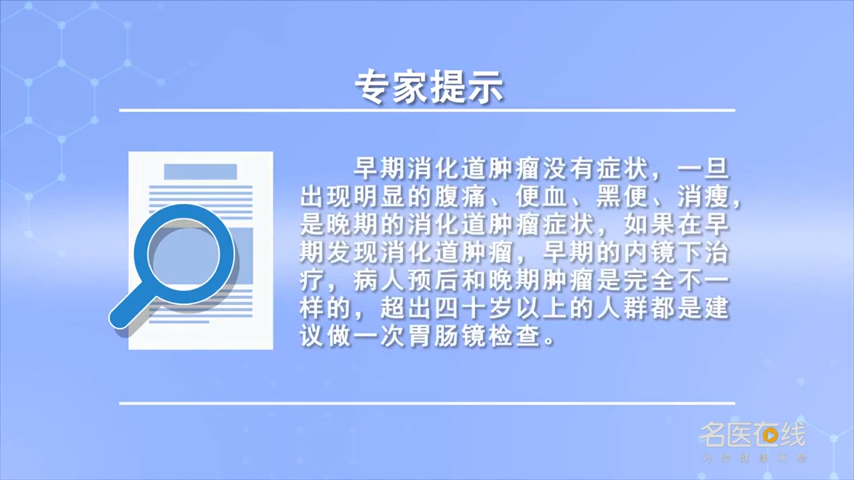 专家提示
早期消化道肿瘤没有症状，一旦
出现明显的腹痛、便血、黑便、消瘦，
是晚期的消化道肿瘤症状，如果在早
期发现消化道肿瘤，早期的内镜下治
疗，病人预后和晚期肿瘤是完全不一
样的，超出四十岁以上的人群都是建
议做一次胃肠镜检查。
名医在线